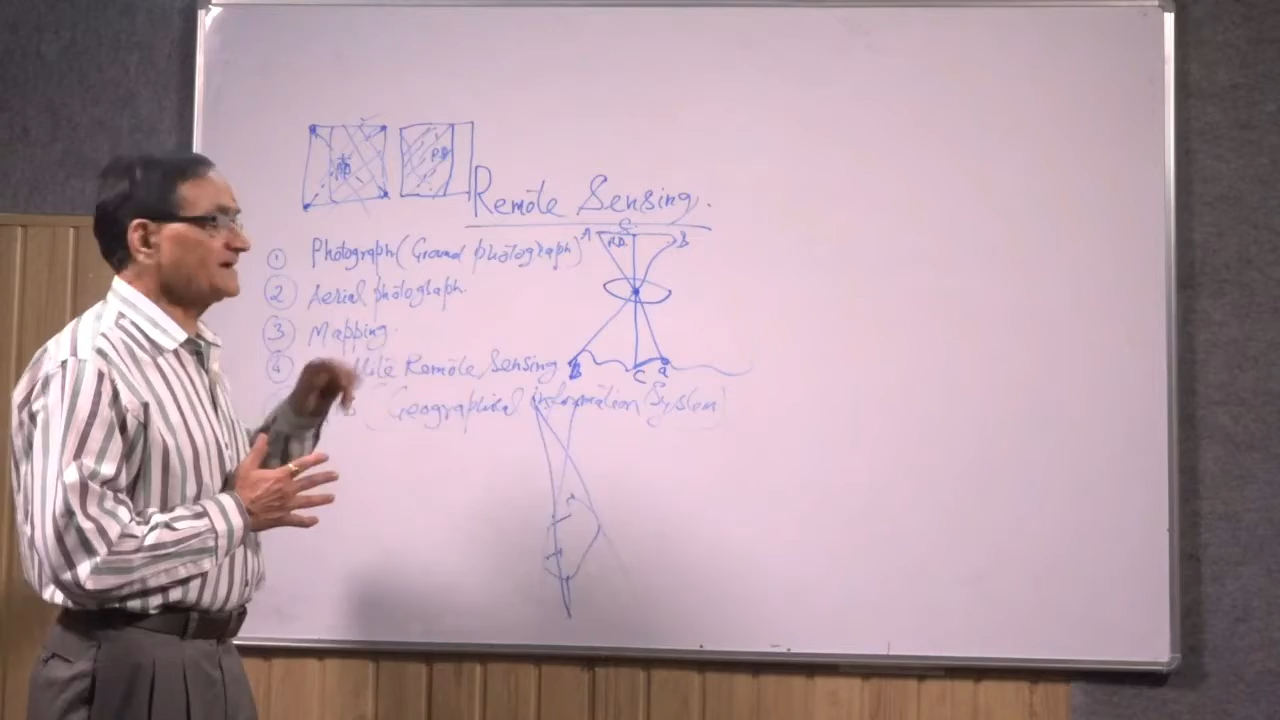 Remote Sensing.
① Photograph (Ground photograph)
② Aerial photograph.
③ Mapping.
④ Remote Sensing
(Geographical information System)
A C B
P.P.
B C a